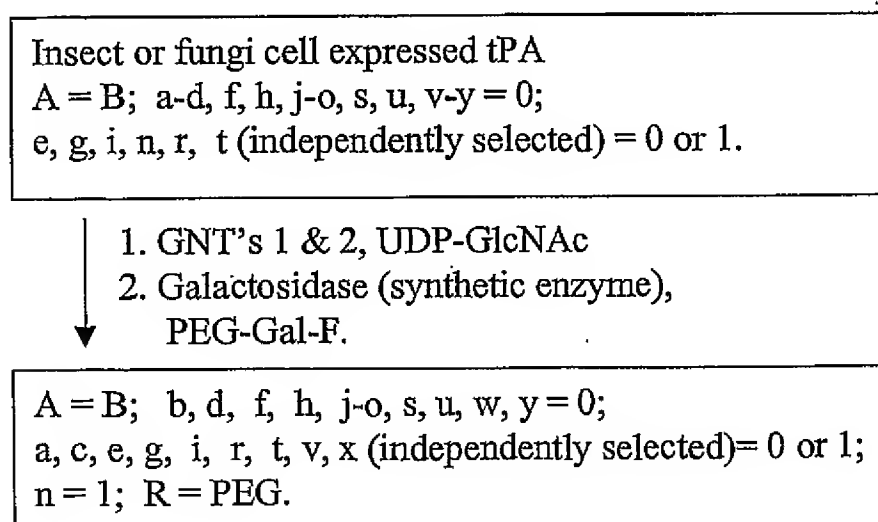 Insect or fungi cell expressed tPA
A = B; a-d, f, h, j-o, s, u, v-y = 0;
e, g, i, n, r, t (independently selected) = 0 or 1.
1. GNT's 1 & 2, UDP-GlcNAc
2. Galactosidase (synthetic enzyme),
PEG-Gal-F.
A = B; b, d, f, h, j-o, s, u, w, y = 0;
a, c, e, g, i, r, t, v, x (independently selected)= 0 or 1;
n = 1; R = PEG.